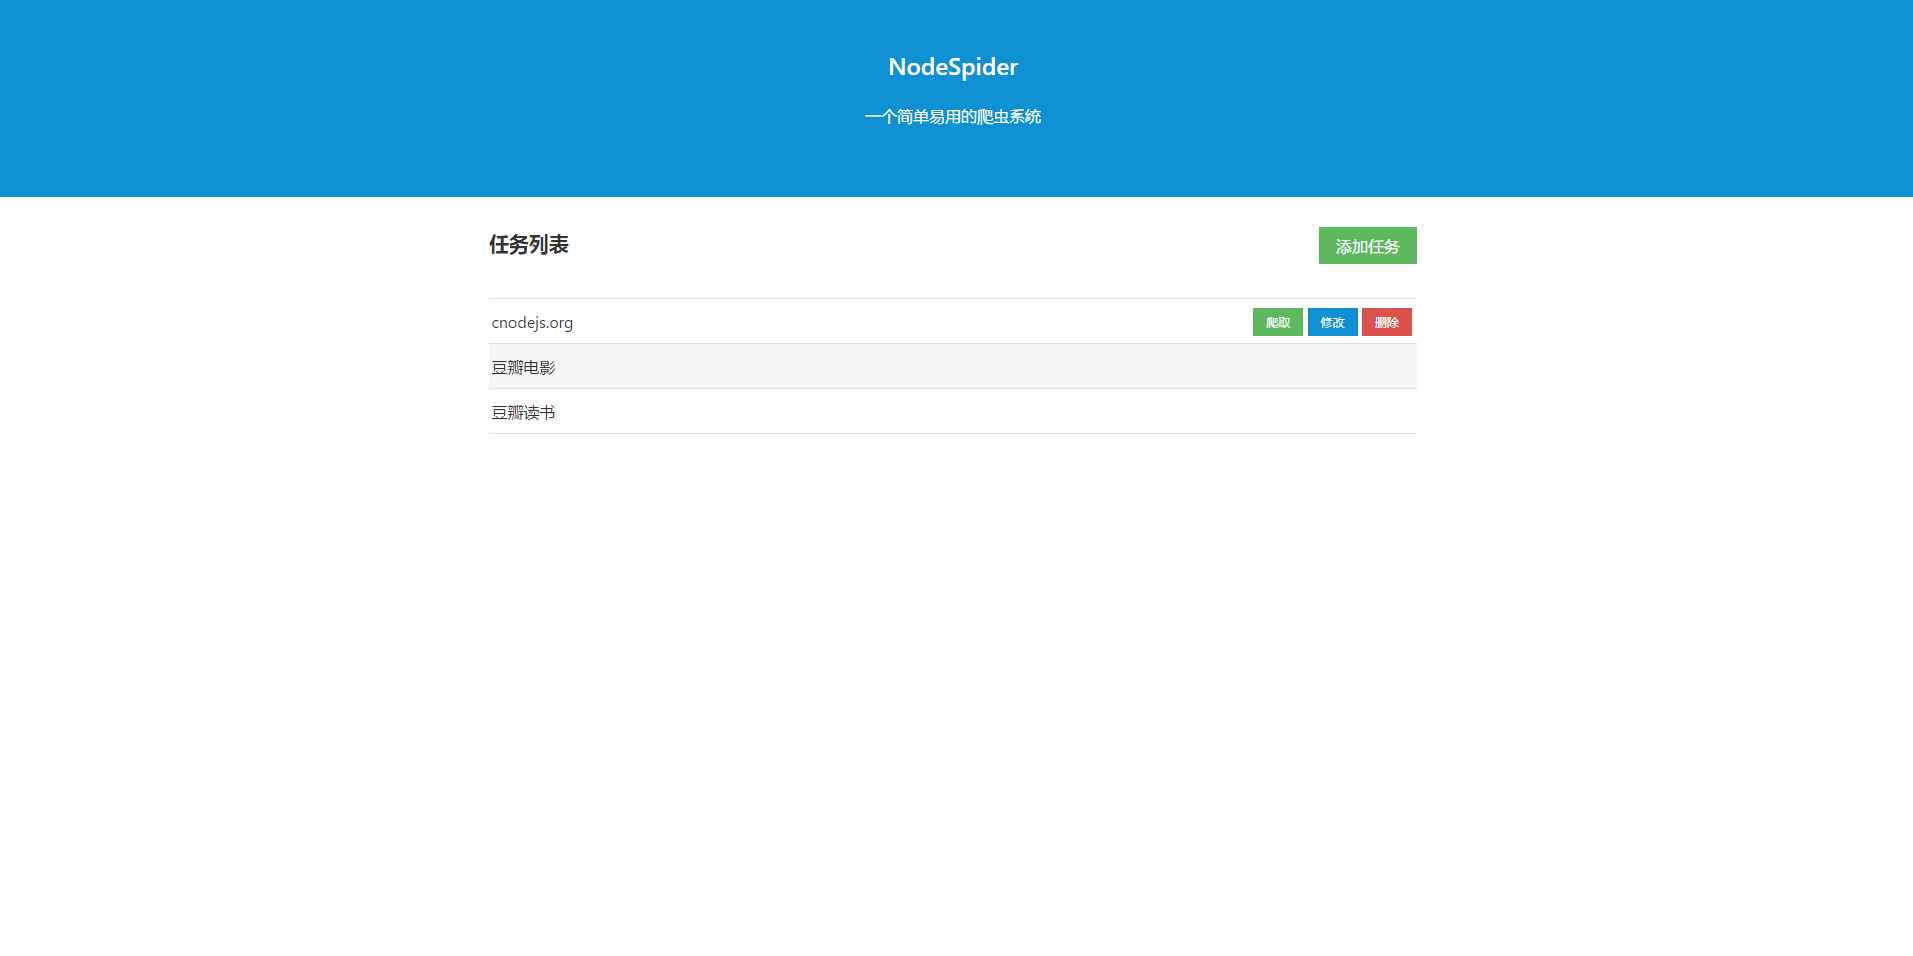 NodeSpider
一个简单易用的爬虫系统
任务列表 添加任务
cnodejs.org 爬取 修改 删除
豆瓣电影
豆瓣读书